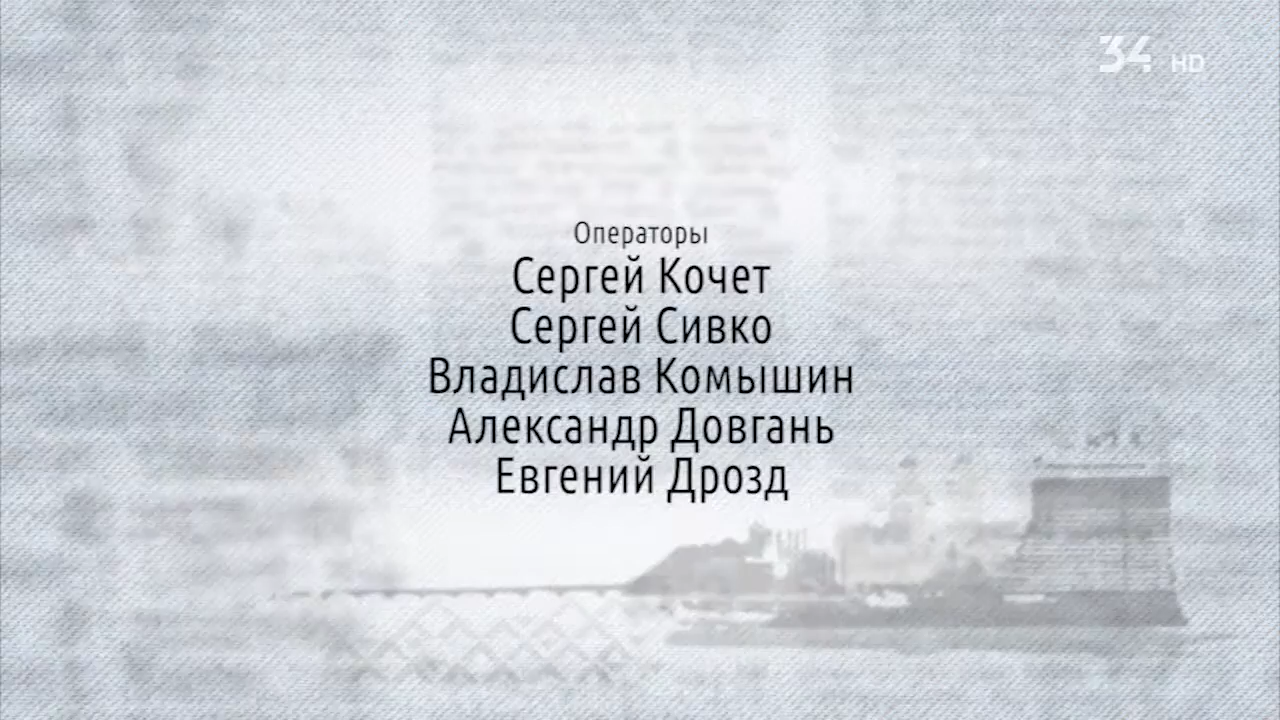 34 HD
Операторы
Сергей Кочет
Сергей Сивко
Владислав Комышин
Александр Довгань
Евгений Дрозд